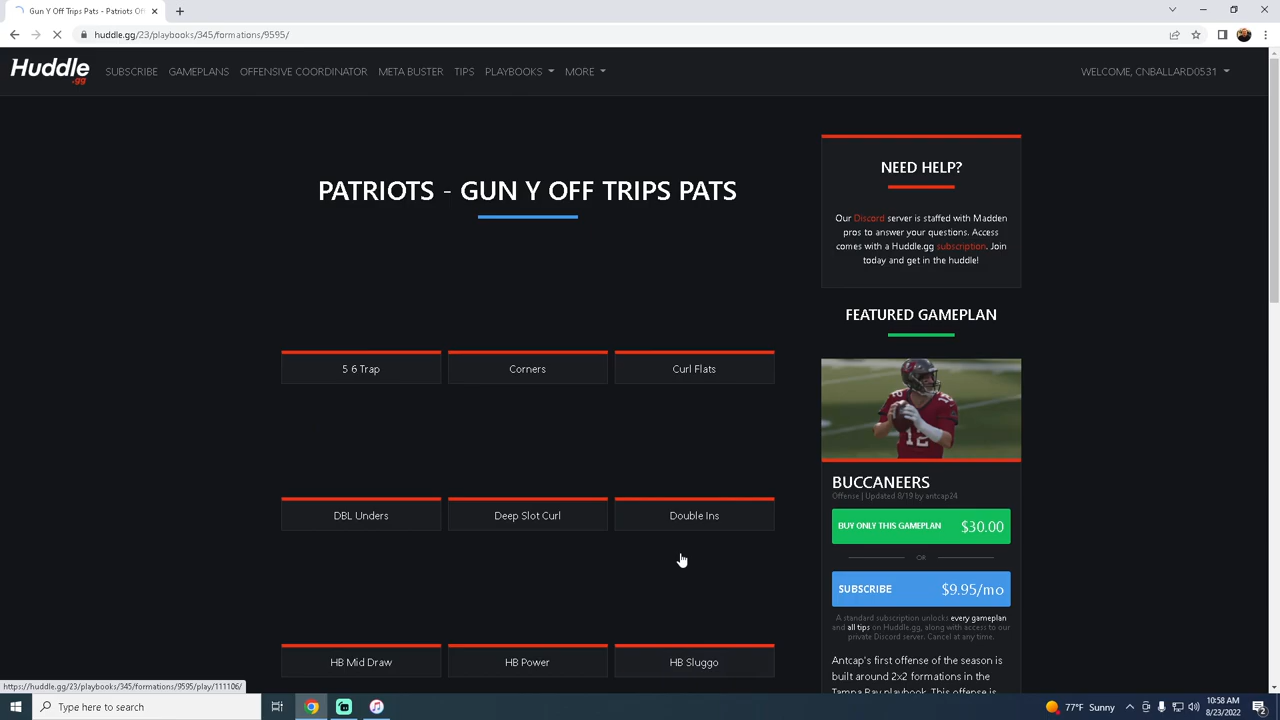 Gun Y Off Trips Pats - Patriots Of
huddle.gg/23/playbooks/345/formations/9595/
Huddle.gg
SUBSCRIBE GAMEPLANS OFFENSIVE COORDINATOR META BUSTER TIPS PLAYBOOKS MORE WELCOME, CNBALLARD0531
PATRIOTS - GUN Y OFF TRIPS PATS
5 6 Trap
Corners
Curl Flats
DBL Unders
Deep Slot Curl
Double Ins
HB Mid Draw
HB Power
HB Sluggo
NEED HELP?
Our Discord server is staffed with Madden
pros to answer your questions. Access
comes with a Huddle.gg subscription. Join
today and get in the huddle!
FEATURED GAMEPLAN
12
BUCCANEERS
Offense | Updated 8/19 by antcap24
BUY ONLY THIS GAMEPLAN $30.00
OR
SUBSCRIBE $9.95/mo
A standard subscription unlocks every gameplan
and all tips on Huddle.gg, along with access to our
private Discord server. Cancel at any time.
Antcap's first offense of the season is
built around 2x2 formations in the
Tampa Bay playbook. This offense is
https://huddle.gg/23/playbooks/345/formations/9595/play/111106/
Type here to search
77°F Sunny
10:58 AM
8/23/2022
2